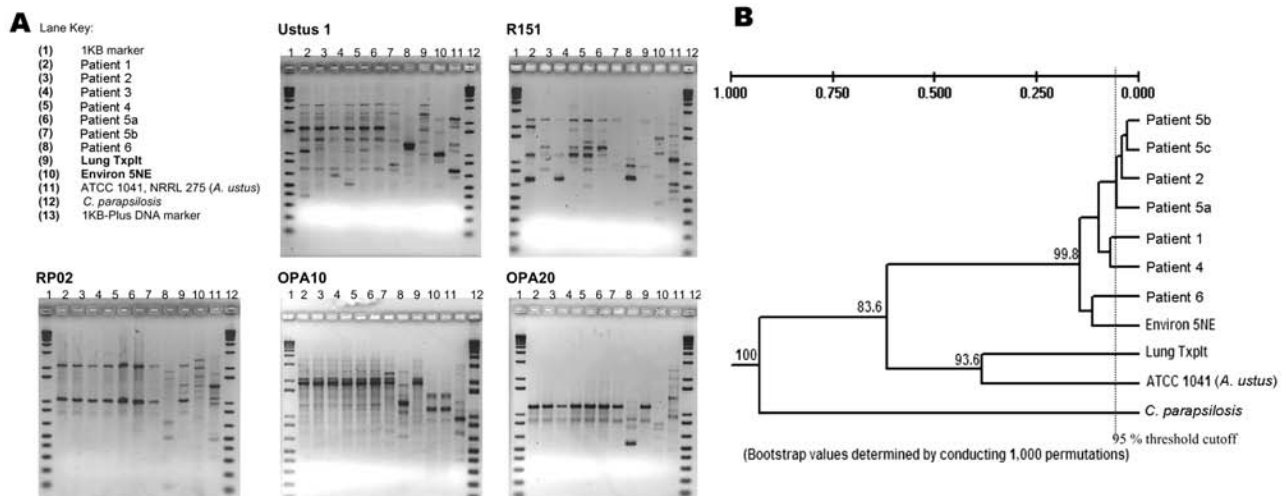 A
Lane Key:
(1) 1KB marker
(2) Patient 1
(3) Patient 2
(4) Patient 3
(5) Patient 4
(6) Patient 5a
(7) Patient 5b
(8) Patient 6
(9) Lung Txplt
(10) Environ 5NE
(11) ATCC 1041, NRRL 275 (A. ustus)
(12) C. parapsilosis
(13) 1KB-Plus DNA marker
Ustus 1
1 2 3 4 5 6 7 8 9 10 11 12
R151
1 2 3 4 5 6 7 8 9 10 11 12
RP02
1 2 3 4 5 6 7 8 9 10 11 12
OPA10
1 2 3 4 5 6 7 8 9 10 11 12
OPA20
1 2 3 4 5 6 7 8 9 10 11 12
B
1.000 0.750 0.500 0.250 0.000
Patient 5b
Patient 5c
Patient 2
Patient 5a
Patient 1
99.8
Patient 4
Patient 6
83.6
Environ 5NE
Lung Txplt
100
93.6
ATCC 1041 (A. ustus)
C. parapsilosis
95 % threshold cutoff
(Bootstrap values determined by conducting 1,000 permutations)